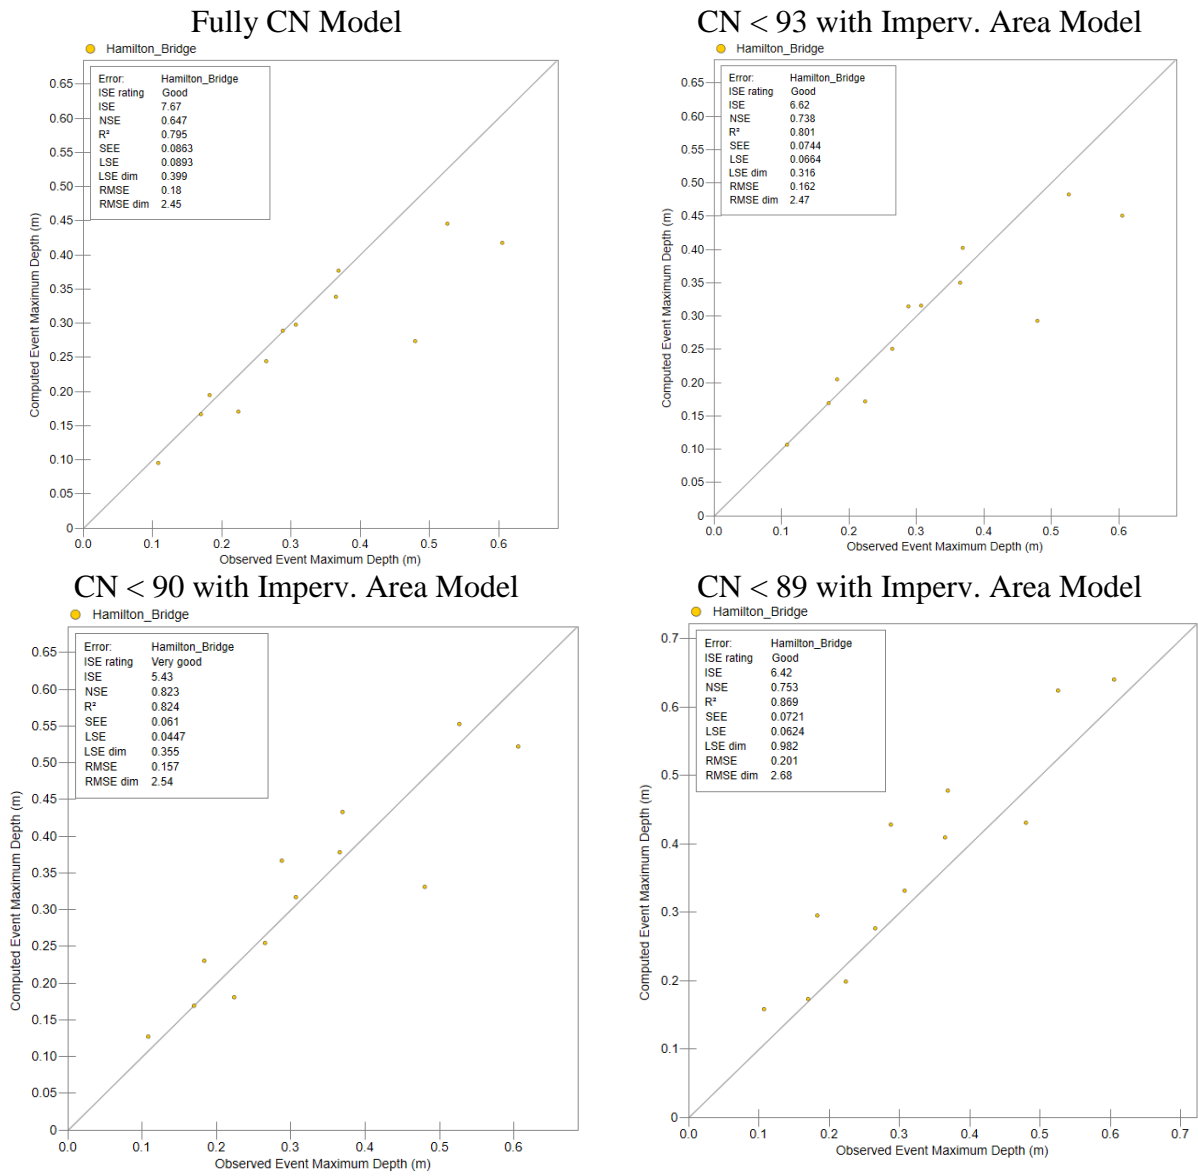 Fully CN Model
Hamilton_Bridge
Error: Hamilton_Bridge
ISE rating Good
ISE 7.67
NSE 0.647
R² 0.795
SEE 0.0863
LSE 0.0893
LSE dim 0.399
RMSE 0.18
RMSE dim 2.45
Computed Event Maximum Depth (m)
0.65
0.60
0.55
0.50
0.45
0.40
0.35
0.30
0.25
0.20
0.15
0.10
0.05
0
0.0 0.1 0.2 0.3 0.4 0.5 0.6
Observed Event Maximum Depth (m)
CN < 93 with Imperv. Area Model
Hamilton_Bridge
Error: Hamilton_Bridge
ISE rating Good
ISE 6.62
NSE 0.738
R² 0.801
SEE 0.0744
LSE 0.0664
LSE dim 0.316
RMSE 0.162
RMSE dim 2.47
Computed Event Maximum Depth (m)
0.65
0.60
0.55
0.50
0.45
0.40
0.35
0.30
0.25
0.20
0.15
0.10
0.05
0
0.0 0.1 0.2 0.3 0.4 0.5 0.6
Observed Event Maximum Depth (m)
CN < 90 with Imperv. Area Model
Hamilton_Bridge
Error: Hamilton_Bridge
ISE rating Very good
ISE 5.43
NSE 0.823
R² 0.824
SEE 0.061
LSE 0.0447
LSE dim 0.355
RMSE 0.157
RMSE dim 2.54
Computed Event Maximum Depth (m)
0.65
0.60
0.55
0.50
0.45
0.40
0.35
0.30
0.25
0.20
0.15
0.10
0.05
0
0.0 0.1 0.2 0.3 0.4 0.5 0.6
Observed Event Maximum Depth (m)
CN < 89 with Imperv. Area Model
Hamilton_Bridge
Error: Hamilton_Bridge
ISE rating Good
ISE 6.42
NSE 0.753
R² 0.869
SEE 0.0721
LSE 0.0624
LSE dim 0.982
RMSE 0.201
RMSE dim 2.68
Computed Event Maximum Depth (m)
0.7
0.6
0.5
0.4
0.3
0.2
0.1
0
0.0 0.1 0.2 0.3 0.4 0.5 0.6 0.7
Observed Event Maximum Depth (m)